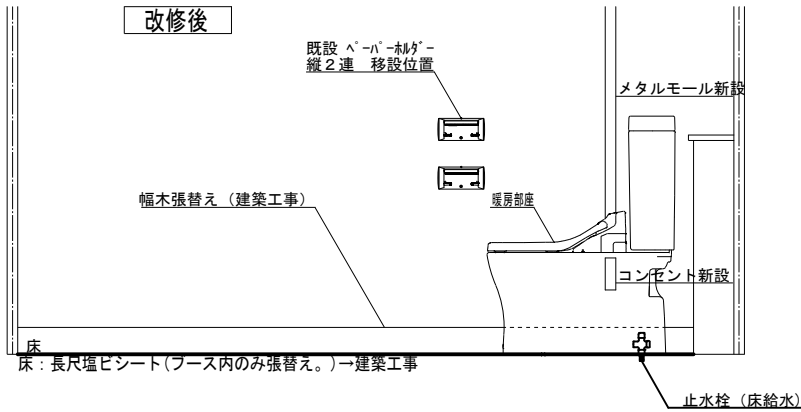 改修後
既設 ﾍﾟｰﾊﾟｰﾎﾙﾀﾞｰ
縦２連　移設位置
メタルモール新設
幅木張替え（建築工事）
暖房部座
コンセント新設
床
床：長尺塩ビシート(ブース内のみ張替え。)→建築工事
止水栓（床給水）